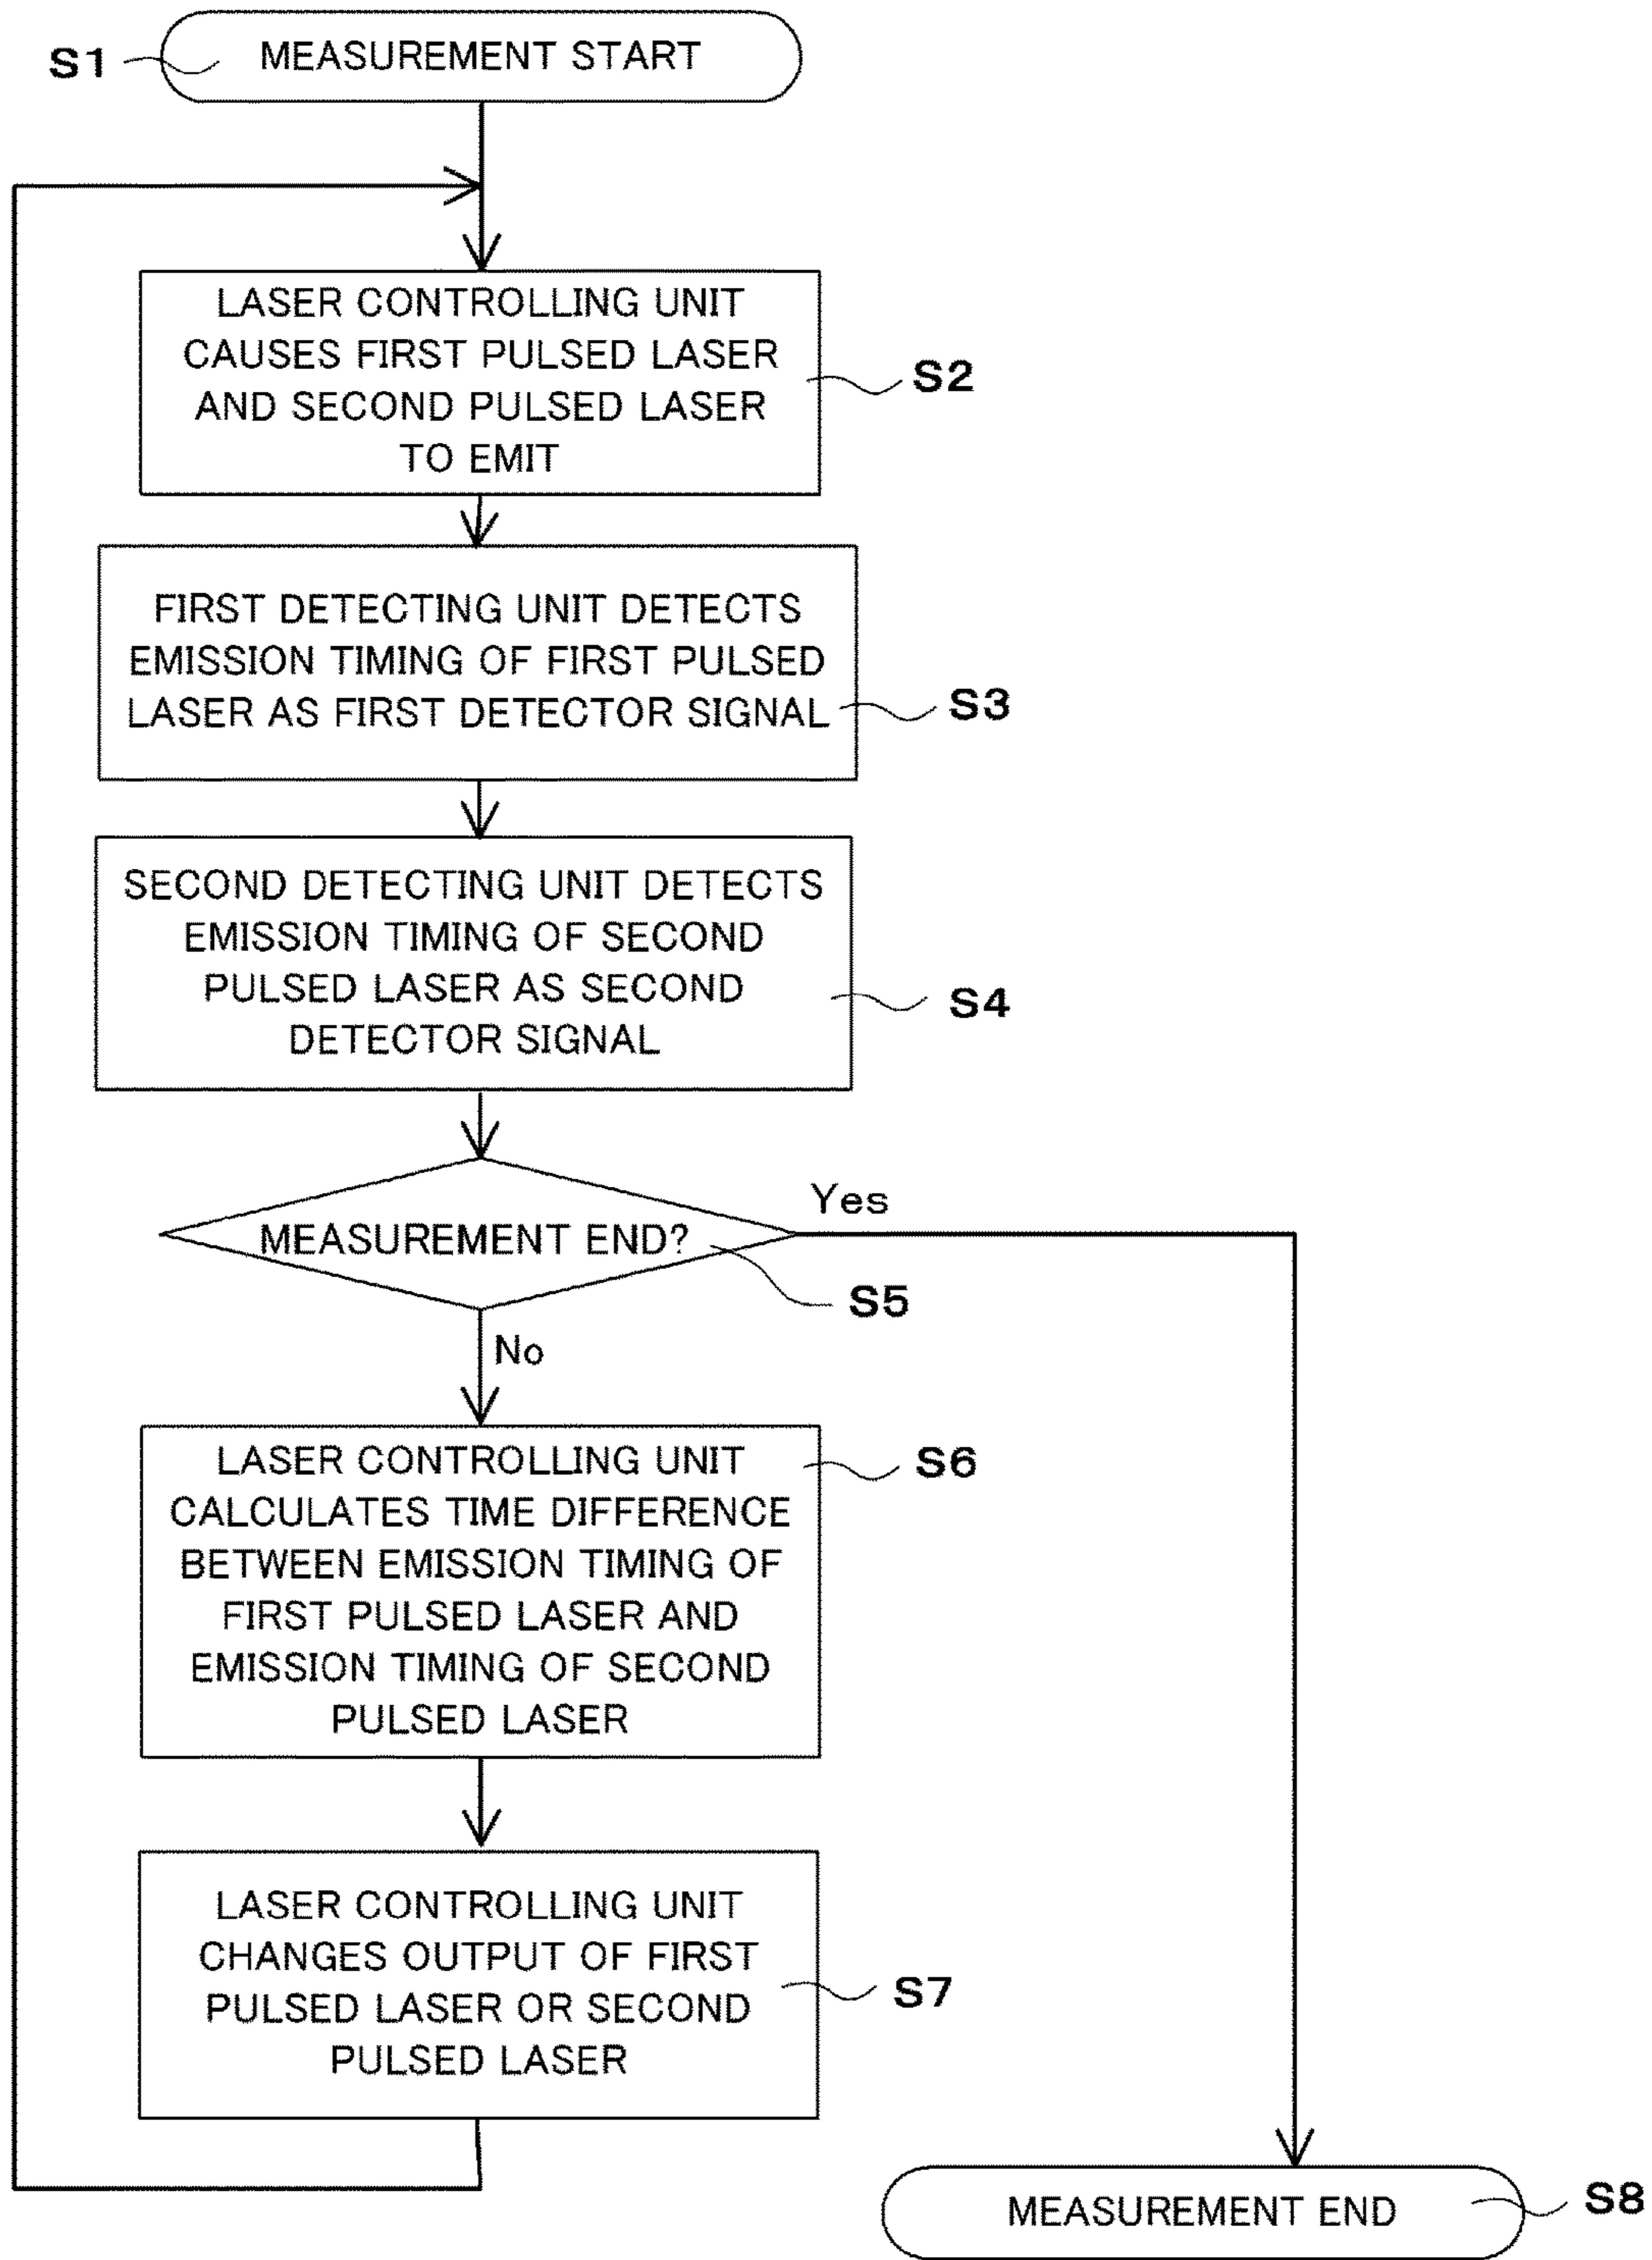 S1
MEASUREMENT START
LASER CONTROLLING UNIT
CAUSES FIRST PULSED LASER
AND SECOND PULSED LASER
TO EMIT
S2
FIRST DETECTING UNIT DETECTS
EMISSION TIMING OF FIRST PULSED
LASER AS FIRST DETECTOR SIGNAL
S3
SECOND DETECTING UNIT DETECTS
EMISSION TIMING OF SECOND
PULSED LASER AS SECOND
DETECTOR SIGNAL
S4
MEASUREMENT END?
Yes
S5
No
LASER CONTROLLING UNIT
CALCULATES TIME DIFFERENCE
BETWEEN EMISSION TIMING OF
FIRST PULSED LASER AND
EMISSION TIMING OF SECOND
PULSED LASER
S6
LASER CONTROLLING UNIT
CHANGES OUTPUT OF FIRST
PULSED LASER OR SECOND
PULSED LASER
S7
MEASUREMENT END
S8